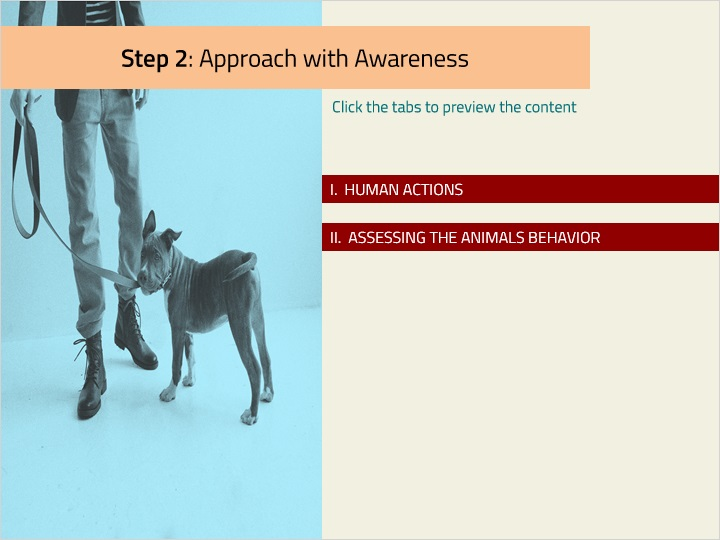 Step 2: Approach with Awareness
Click the tabs to preview the content
I. HUMAN ACTIONS
II. ASSESSING THE ANIMALS BEHAVIOR